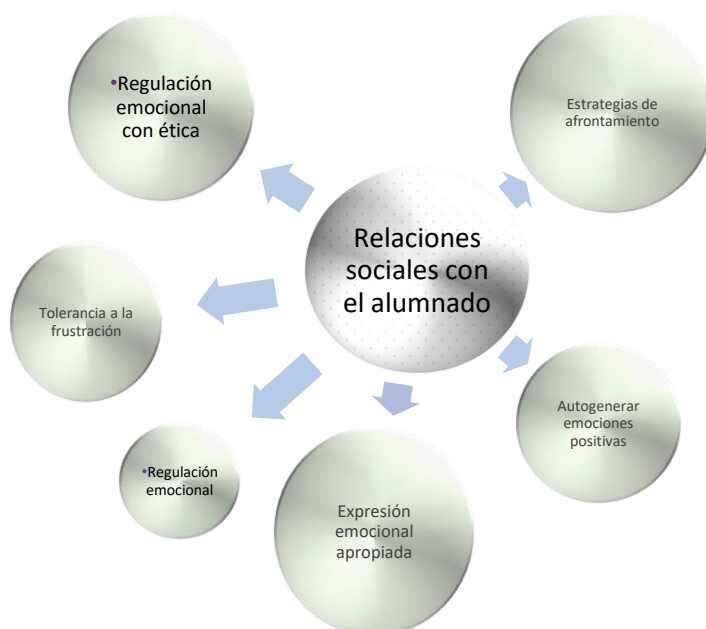 •Regulación
emocional
con ética
Estrategias de
afrontamiento
Relaciones
sociales con
el alumnado
Tolerancia a la
frustración
Autogenerar
emociones
positivas
•Regulación
emocional
Expresión
emocional
apropiada